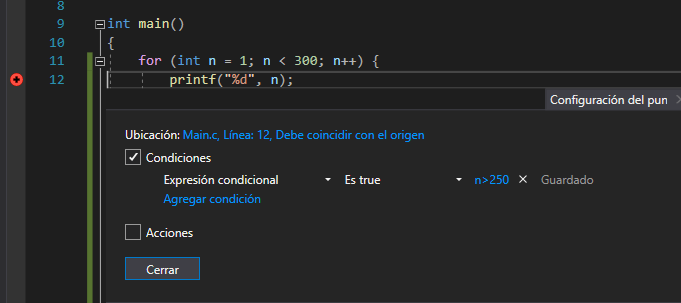 8
9 int main()
10 {
11 for (int n = 1; n < 300; n++) {
12 printf("%d", n);
Configuración del pun
Ubicación: Main.c, Línea: 12, Debe coincidir con el origen
Condiciones
Expresión condicional Es true n>250 × Guardado
Agregar condición
Acciones
Cerrar